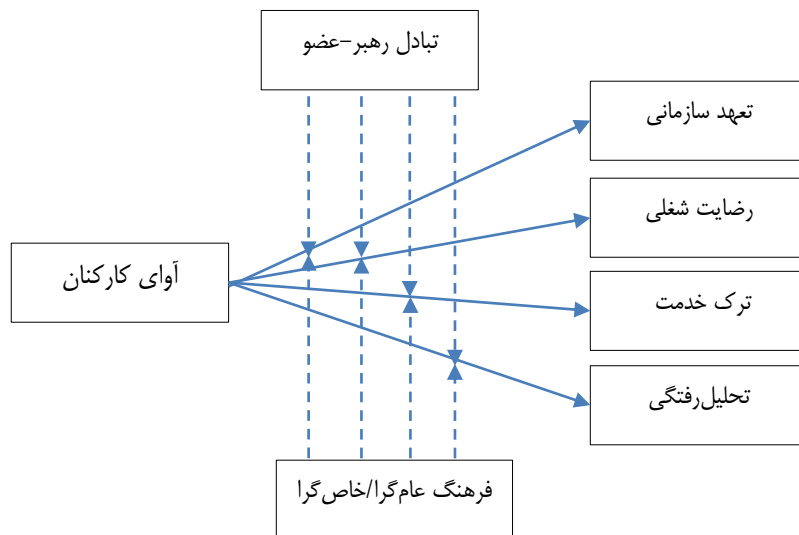 تبادل رهبر-عضو
تعهد سازمانی
رضایت شغلی
آوای کارکنان
ترک خدمت
تحلیل‌رفتگی
فرهنگ عام‌گرا/خاص‌گرا